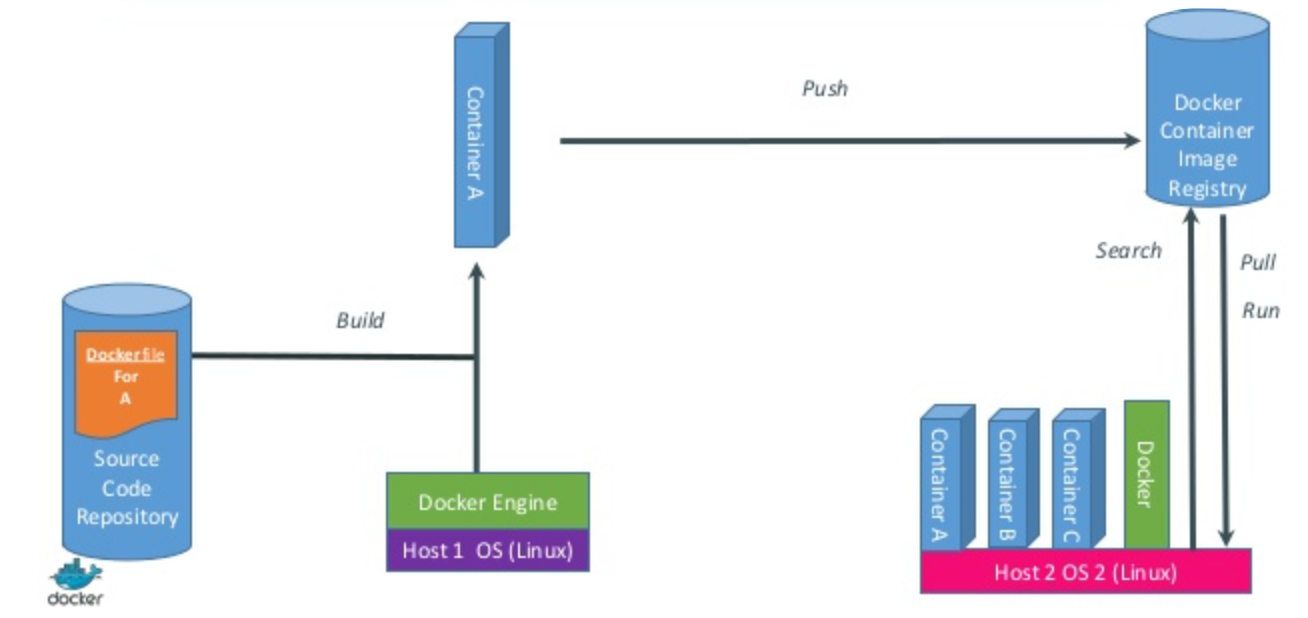 Container A
Push
Docker
Container
Image
Registry
Search
Pull
Run
Build
Dockerfile
For
A
Source
Code
Repository
docker
Docker Engine
Host 1 OS (Linux)
Container A
Container B
Container C
Docker
Host 2 OS 2 (Linux)